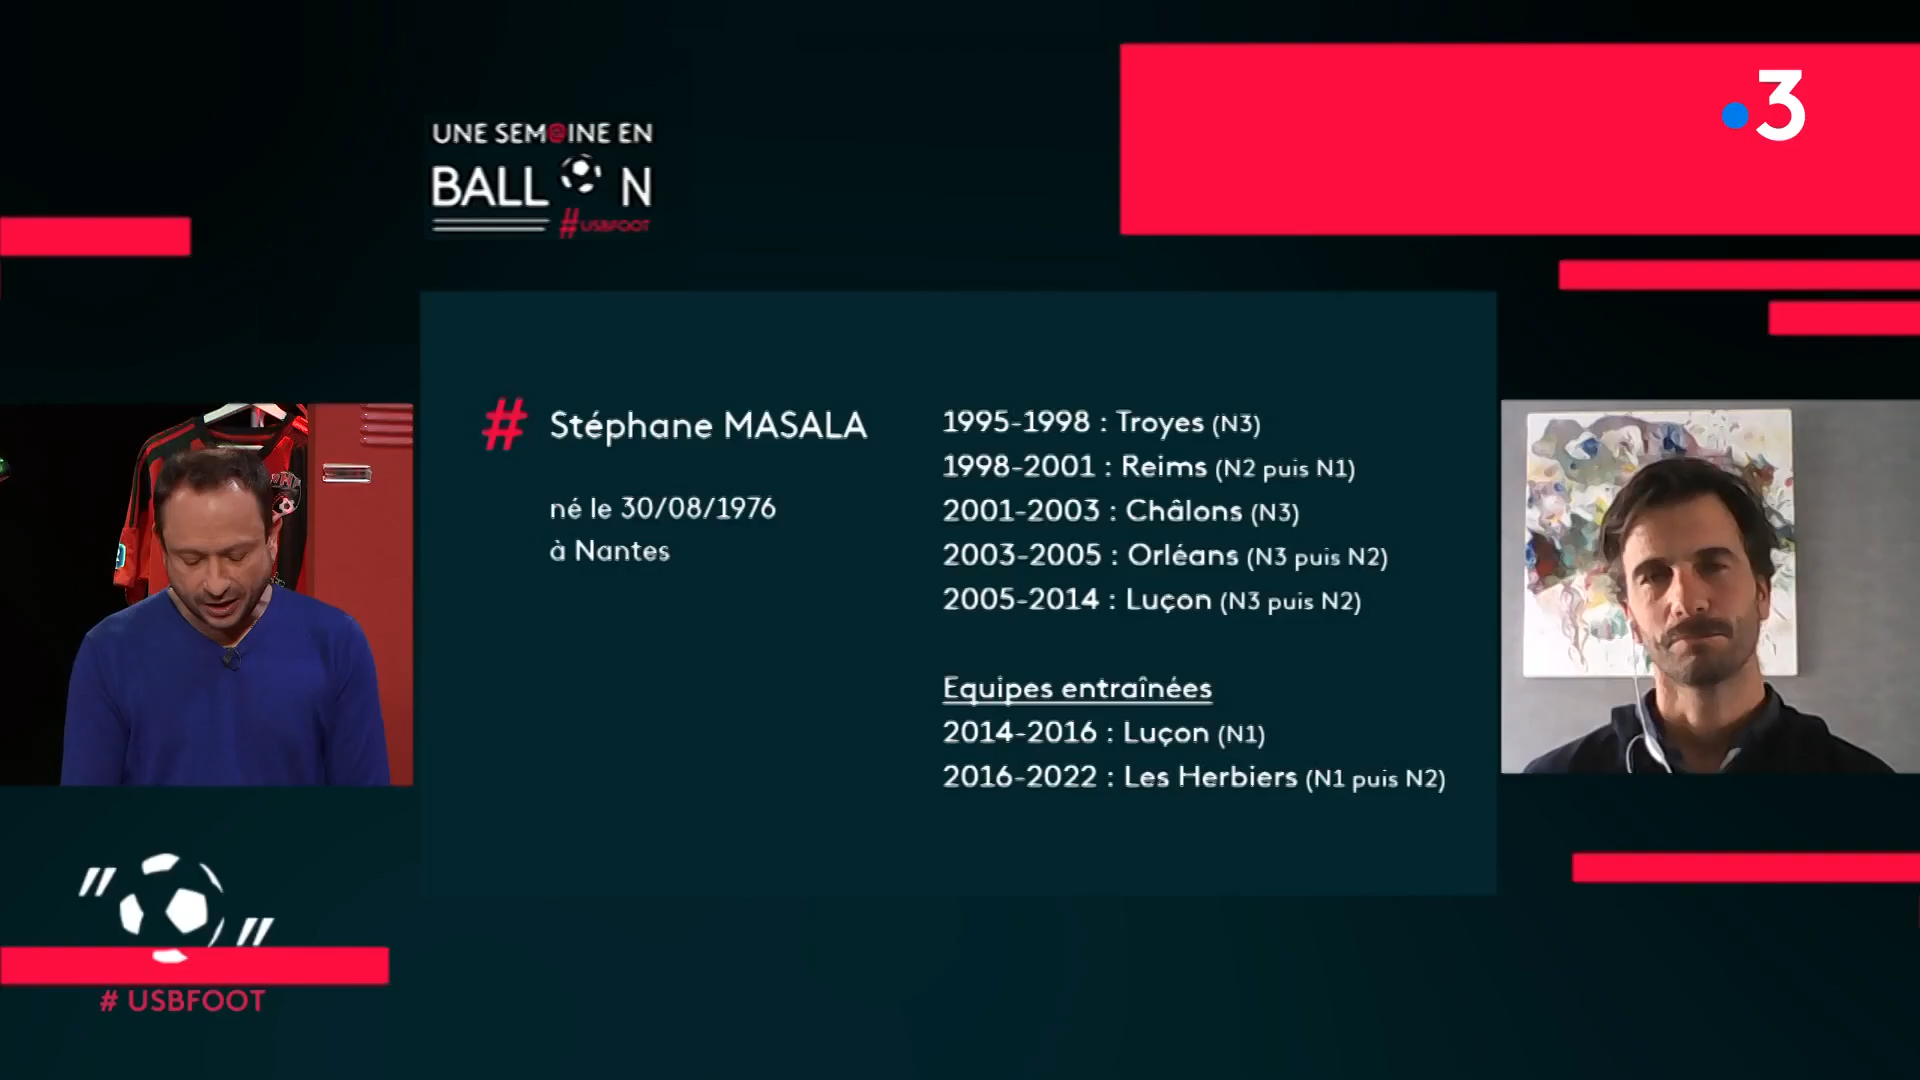 3
UNE SEM@INE EN
BALLON
#USBFOOT
# Stéphane MASALA
né le 30/08/1976
à Nantes
1995-1998 : Troyes (N3)
1998-2001 : Reims (N2 puis N1)
2001-2003 : Châlons (N3)
2003-2005 : Orléans (N3 puis N2)
2005-2014 : Luçon (N3 puis N2)
Equipes entraînées
2014-2016 : Luçon (N1)
2016-2022 : Les Herbiers (N1 puis N2)
# USBFOOT